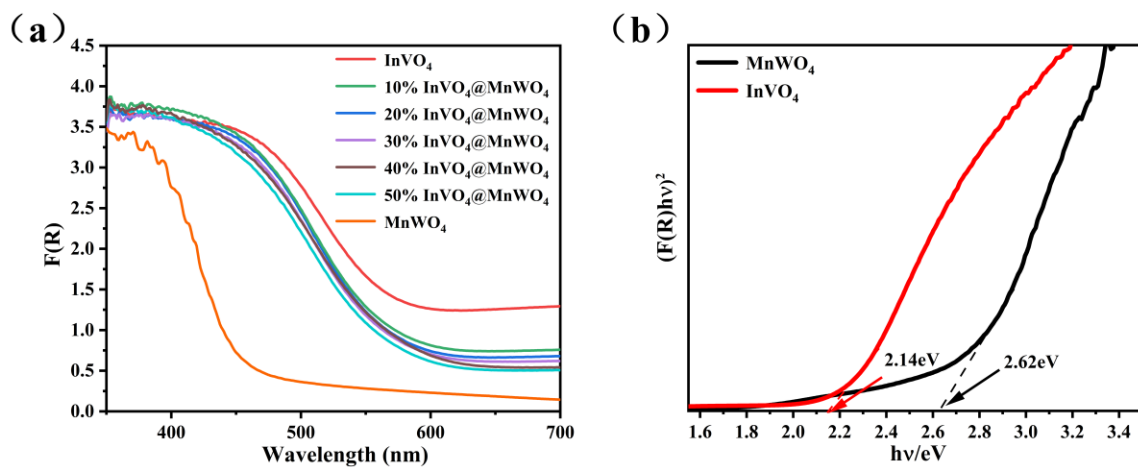 (a)
4.5
4.0
3.5
3.0
2.5
2.0
1.5
1.0
0.5
0.0
F(R)
InVO₄
10% InVO₄@MnWO₄
20% InVO₄@MnWO₄
30% InVO₄@MnWO₄
40% InVO₄@MnWO₄
50% InVO₄@MnWO₄
MnWO₄
400 500 600 700
Wavelength (nm)
(b)
(F(R)hν)²
MnWO₄
InVO₄
2.14eV
2.62eV
1.6 1.8 2.0 2.2 2.4 2.6 2.8 3.0 3.2 3.4
hν/eV